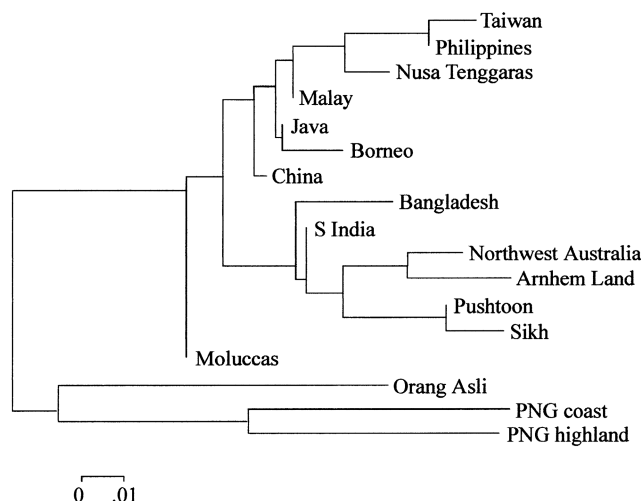 Taiwan
Philippines
Nusa Tenggaras
Malay
Java
Borneo
China
Bangladesh
S India
Northwest Australia
Arnhem Land
Pushtoon
Sikh
Moluccas
Orang Asli
PNG coast
PNG highland
0 .01